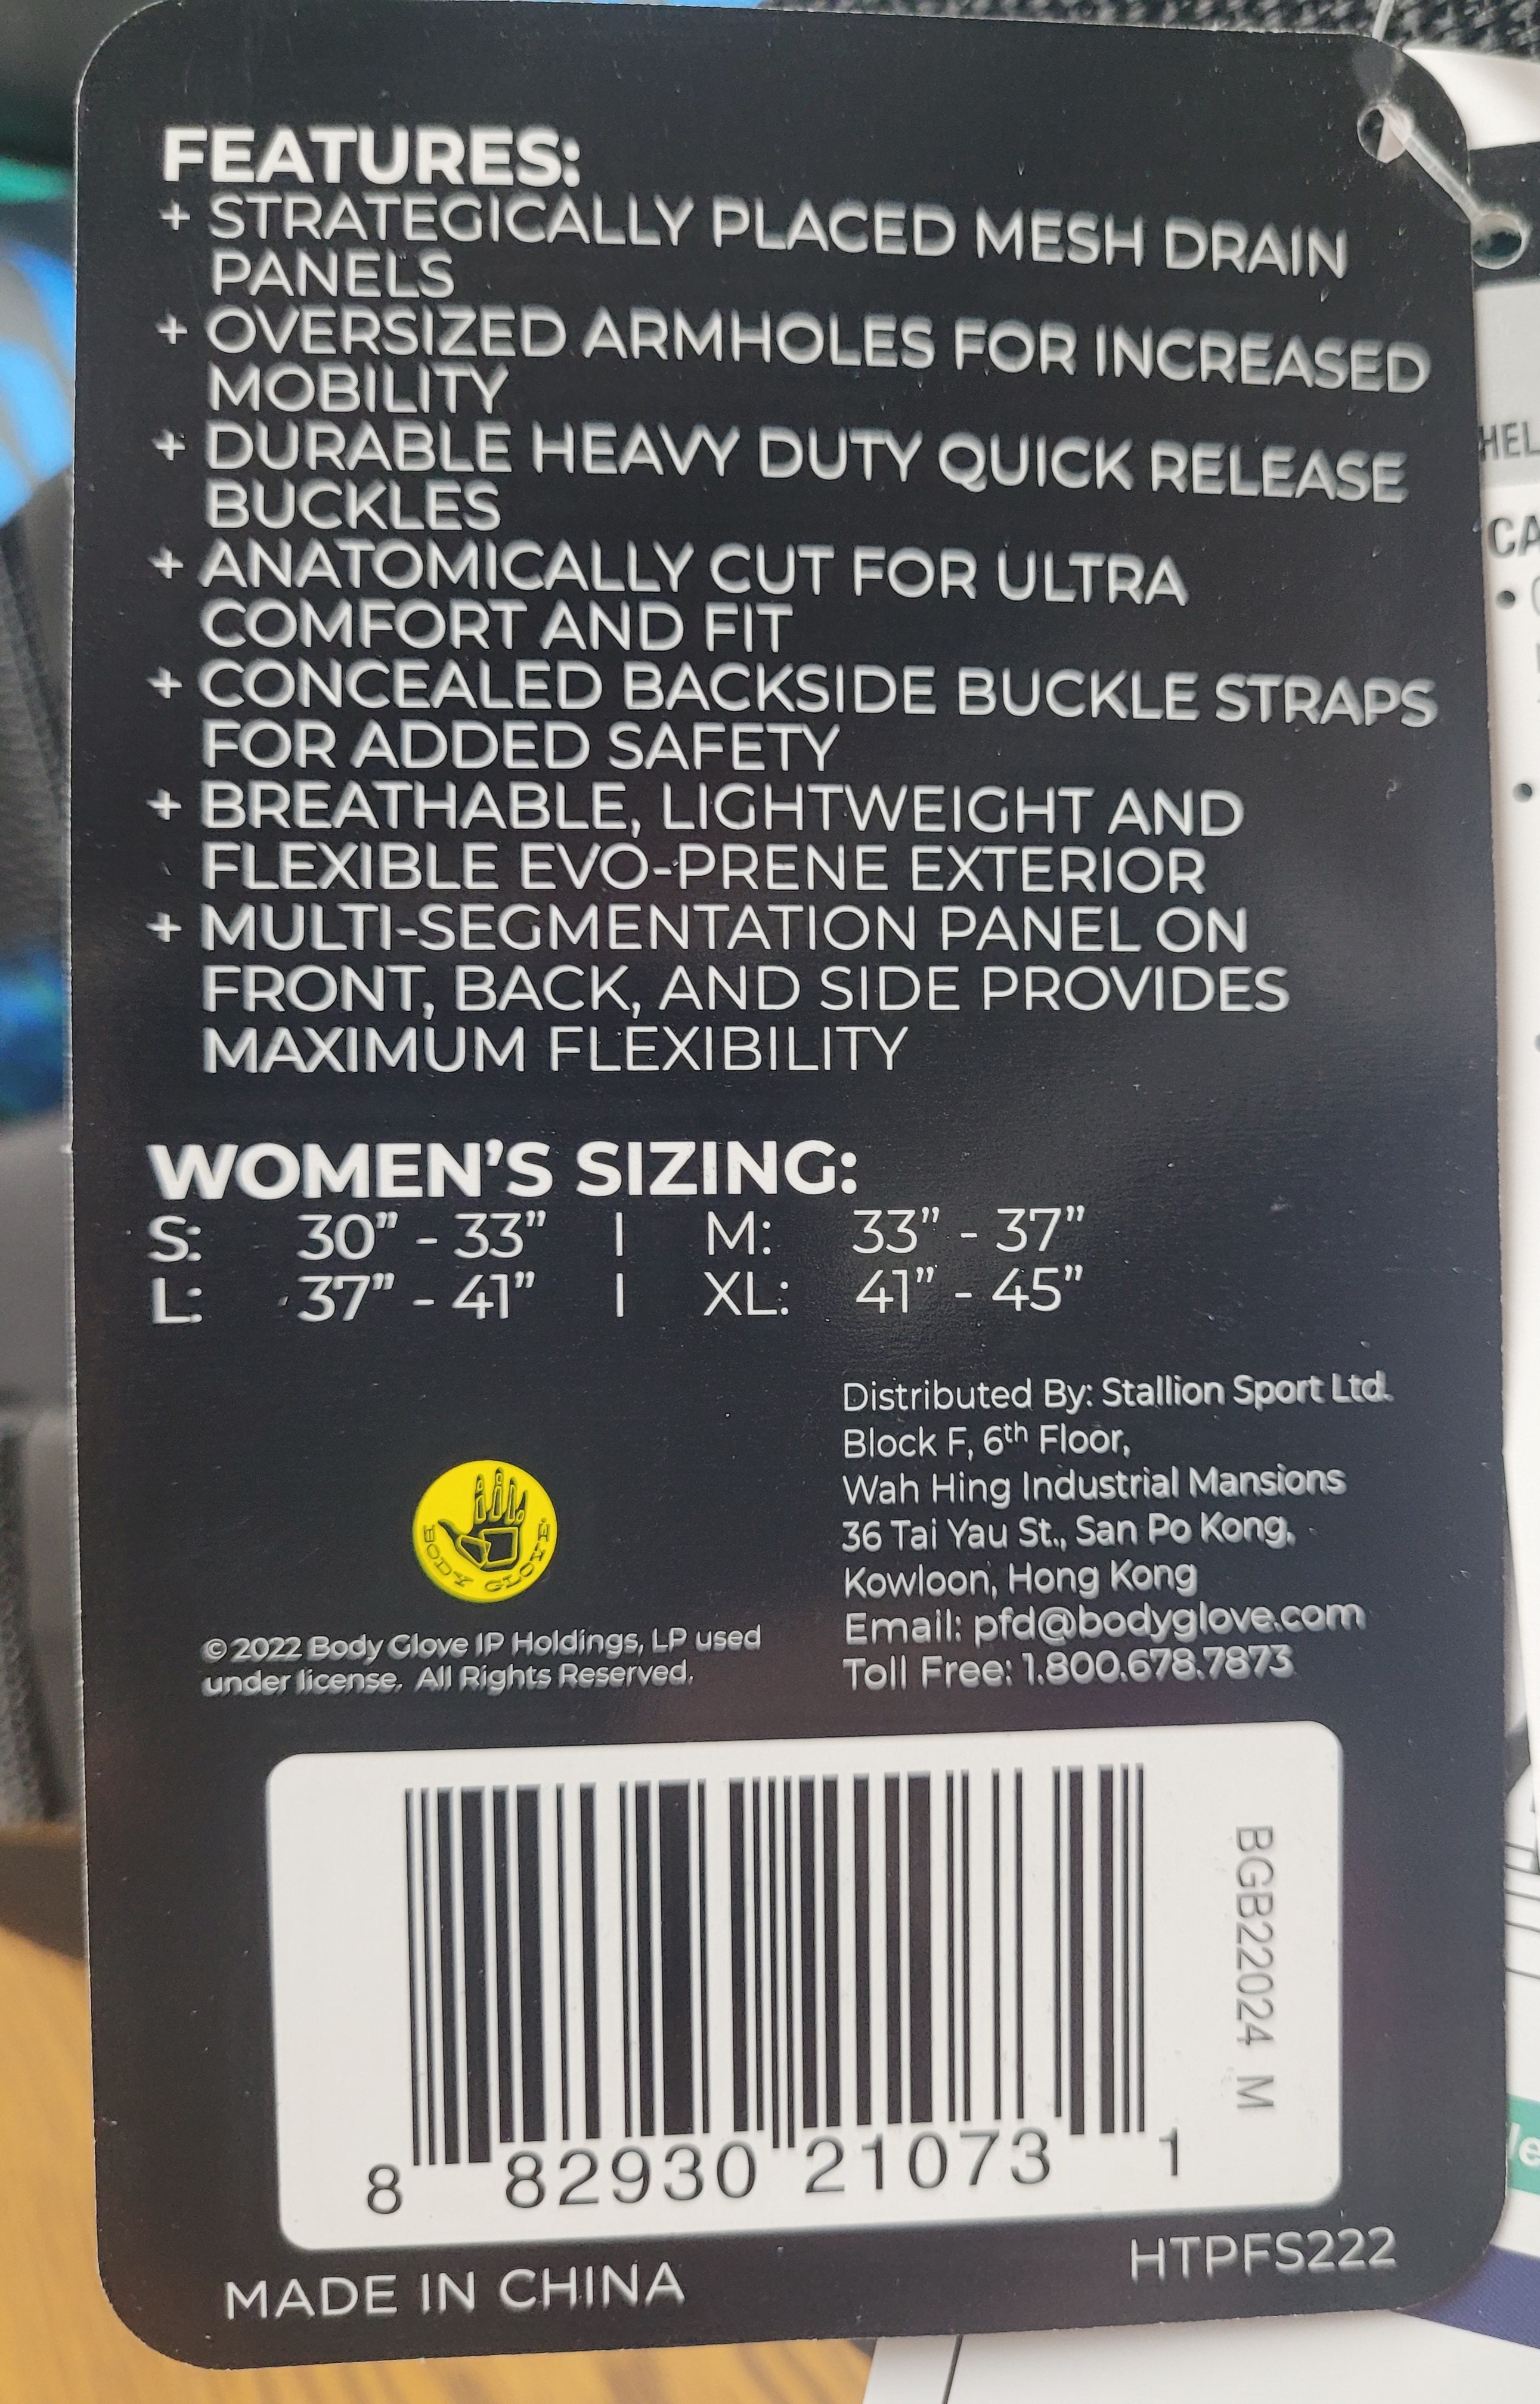 FEATURES:
+ STRATEGICALLY PLACED MESH DRAIN
PANELS
+ OVERSIZED ARMHOLES FOR INCREASED
MOBILITY
+ DURABLE HEAVY DUTY QUICK RELEASE
BUCKLES
+ ANATOMICALLY CUT FOR ULTRA
COMFORT AND FIT
+ CONCEALED BACKSIDE BUCKLE STRAPS
FOR ADDED SAFETY
+ BREATHABLE, LIGHTWEIGHT AND
FLEXIBLE EVO-PRENE EXTERIOR
+ MULTI-SEGMENTATION PANEL ON
FRONT, BACK, AND SIDE PROVIDES
MAXIMUM FLEXIBILITY
WOMEN'S SIZING:
S: 30" - 33" | M: 33" - 37"
L: 37" - 41" | XL: 41" - 45"
Distributed By: Stallion Sport Ltd.
Block F, 6th Floor,
Wah Hing Industrial Mansions
36 Tai Yau St., San Po Kong,
Kowloon, Hong Kong
Email: pfd@bodyglove.com
Toll Free: 1.800.678.7873
BODY GLOVE
© 2022 Body Glove IP Holdings, LP used
under license. All Rights Reserved.
BGB22024 M
8 82930 21073 1
HTPFS222
MADE IN CHINA